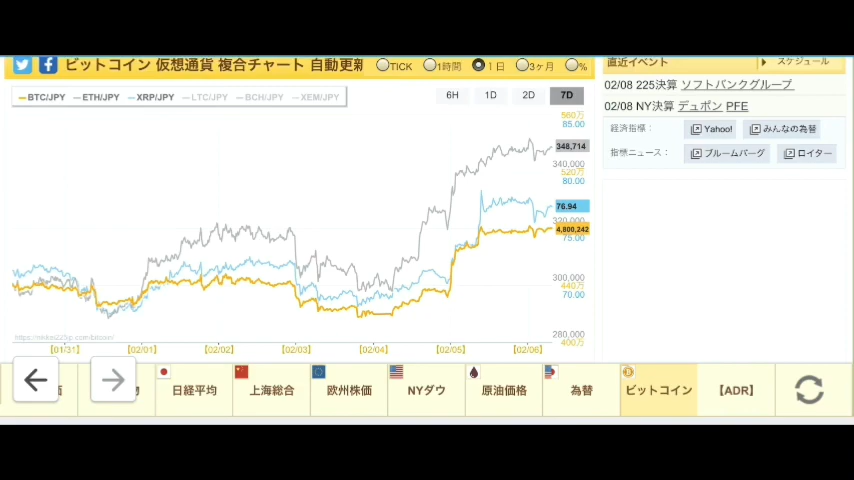 ビットコイン 仮想通貨 複合チャート 自動更新
TICK 1時間 1日 3ヶ月 %
直近イベント
スケジュール
BTC/JPY ETH/JPY XRP/JPY LTC/JPY BCH/JPY XEM/JPY
6H 1D 2D 7D
02/08 225決算 ソフトバンクグループ
02/08 NY決算 デュポン PFE
経済指標: Yahoo! みんなの為替
指標ニュース: ブルームバーグ ロイター
560万
85.00
348,714
340,000
520万
80.00
76.94
320,000
4,800,242
75.00
300,000
440万
70.00
280,000
400万
[01/31] [02/01] [02/02] [02/03] [02/04] [02/05] [02/06]
日経平均 上海総合 欧州株価 NYダウ 原油価格 為替 ビットコイン 【ADR】